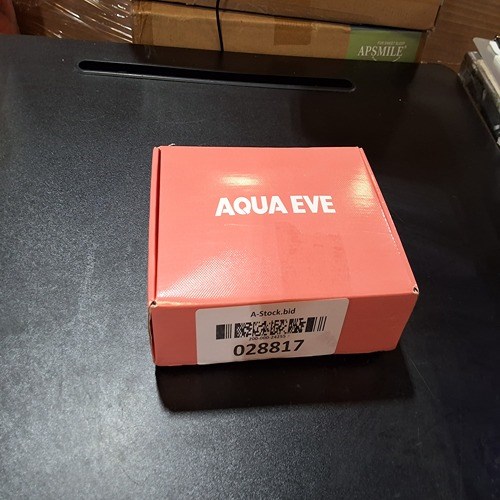 APSMILE
AQUA EVE
A-Stock.bid
028817